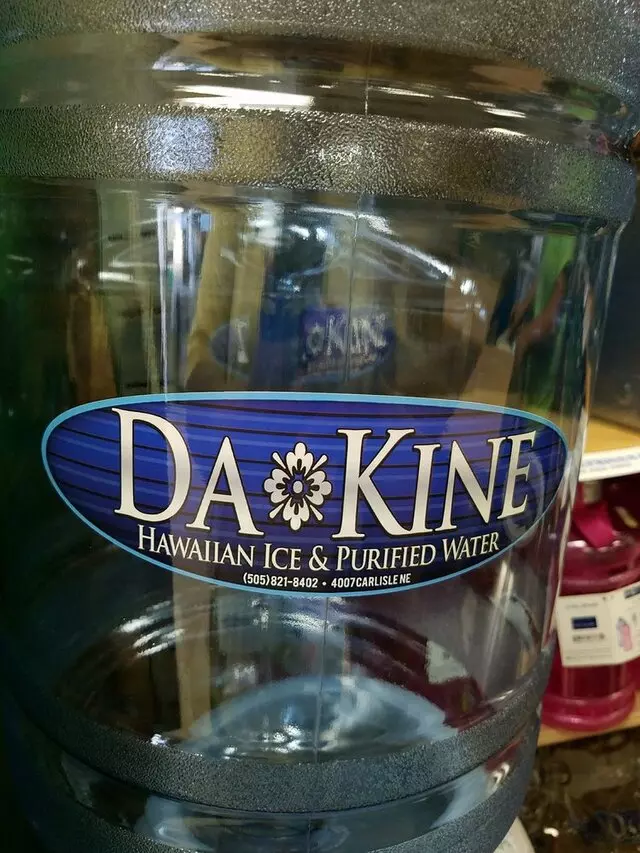 DA KINE
HAWAIIAN ICE & PURIFIED WATER
(505)821-8402 • 4007 CARLISLE NE